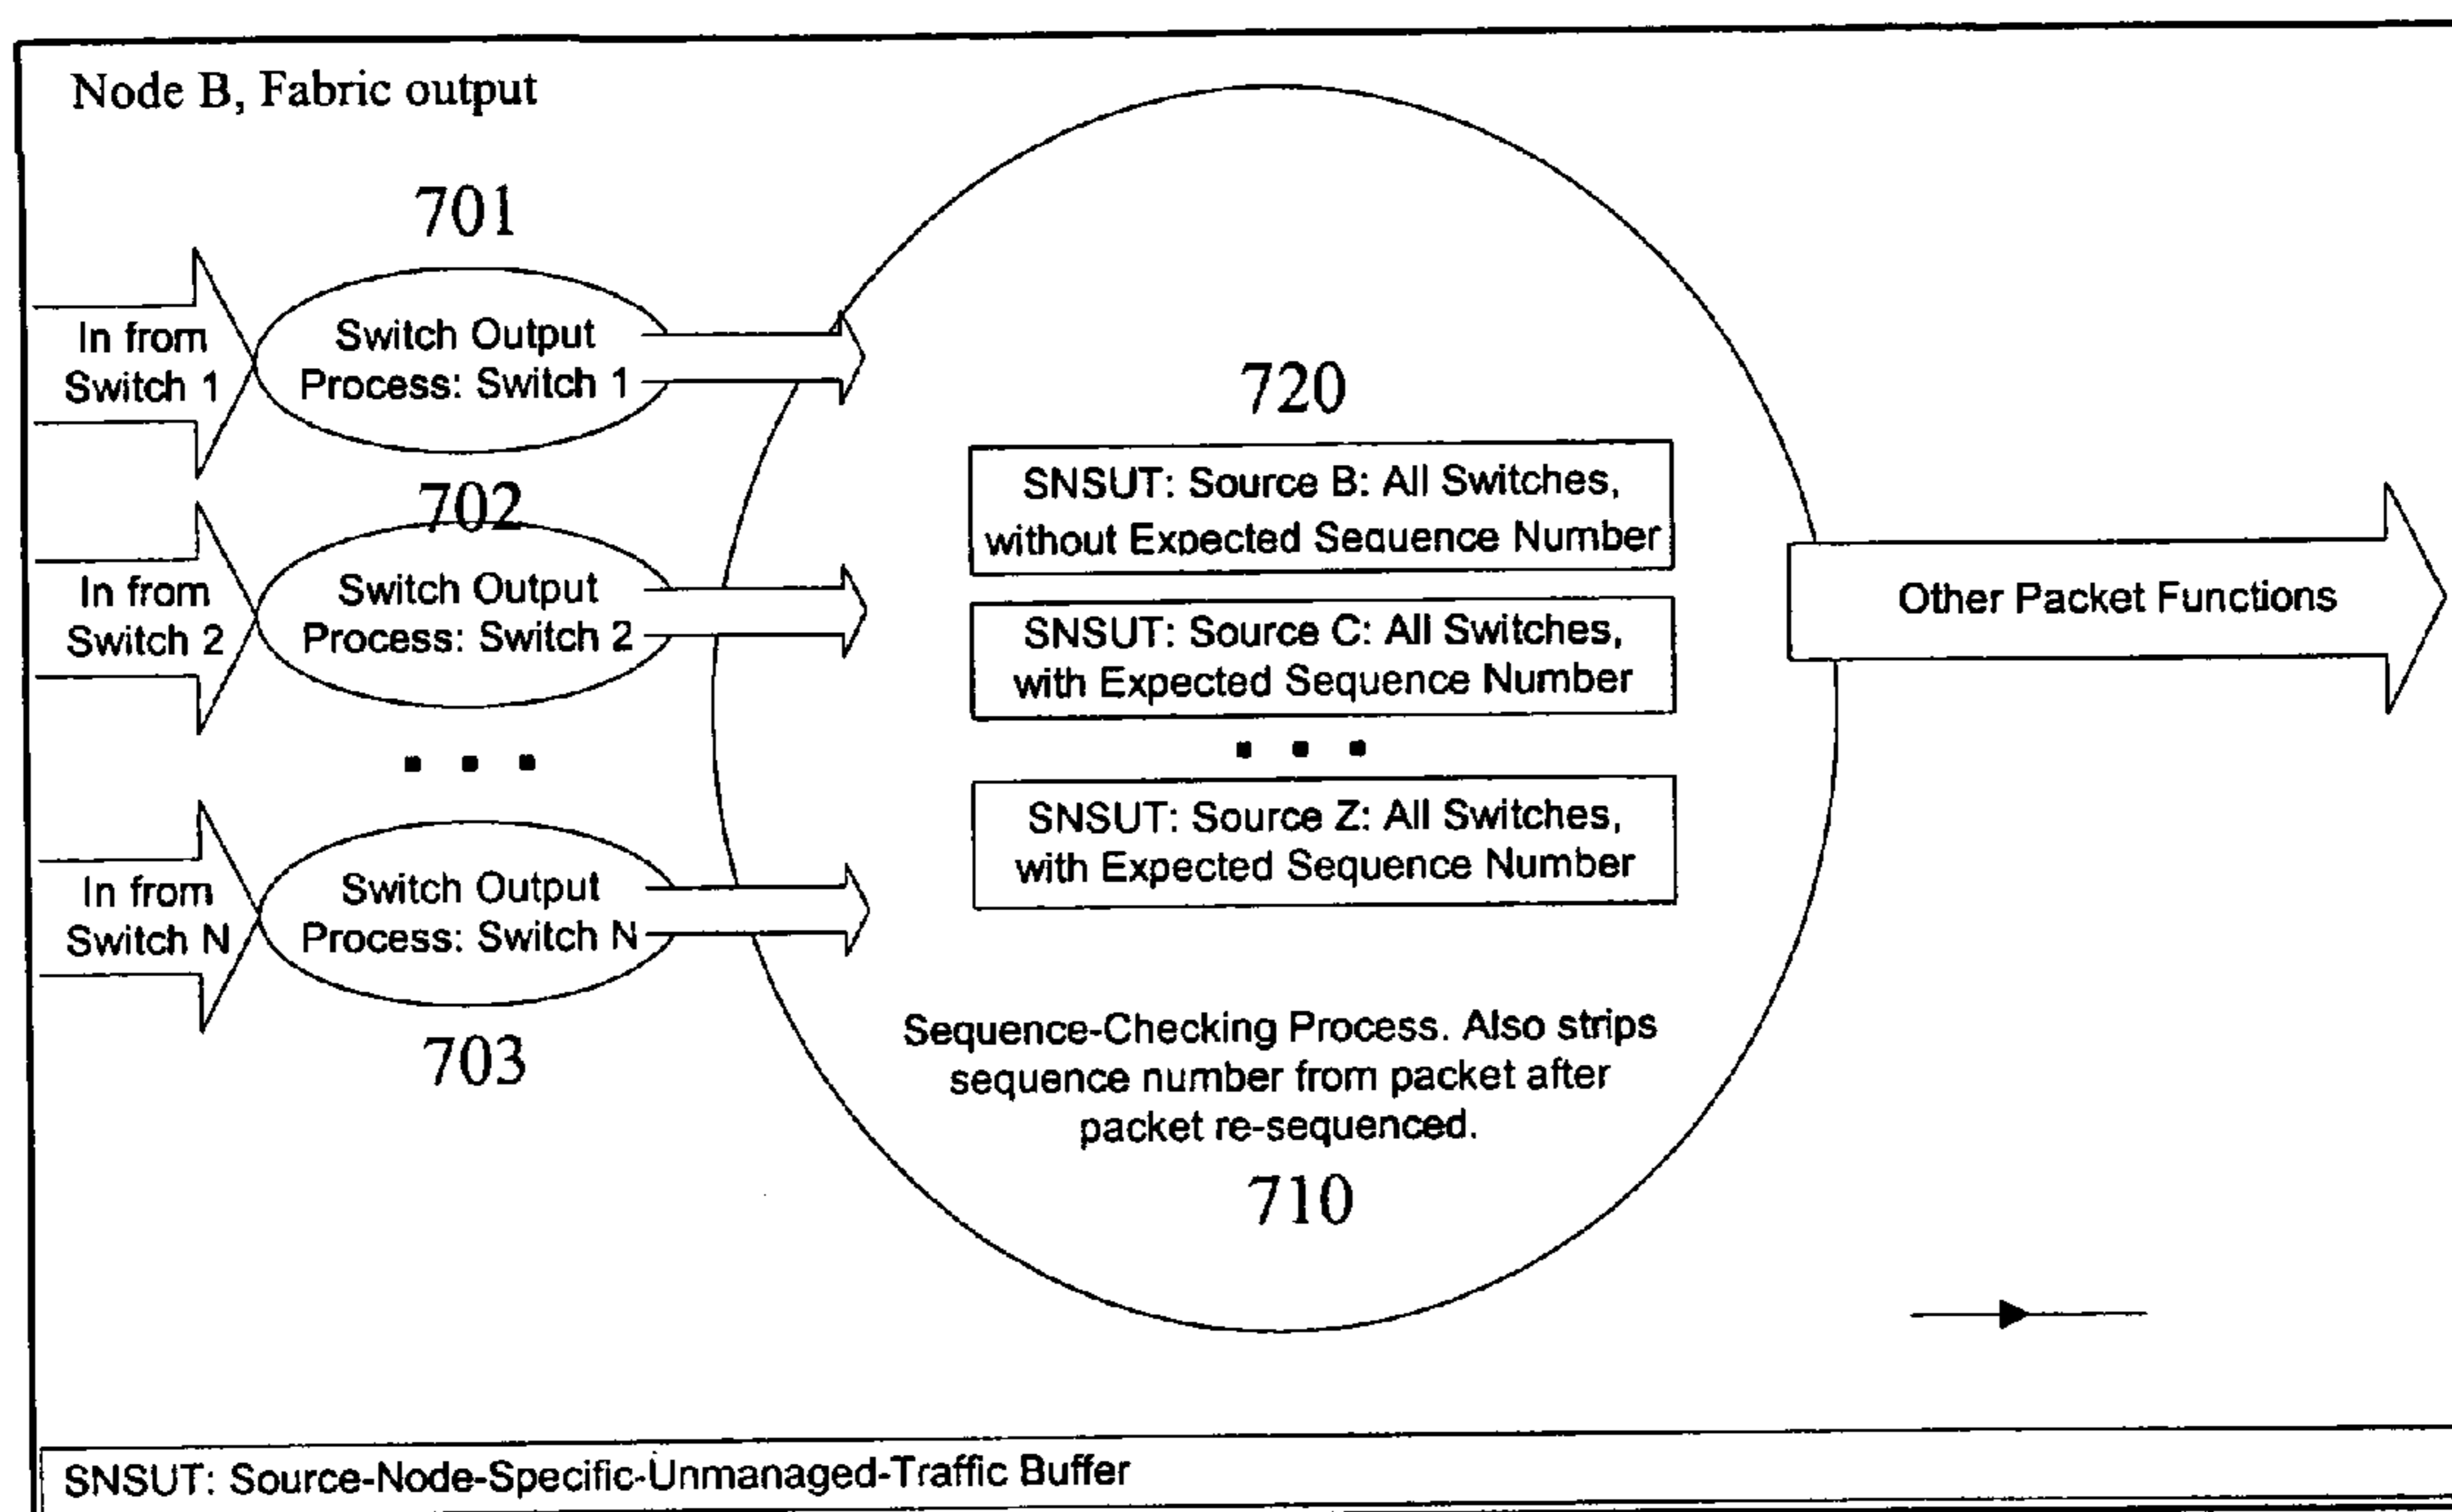 Node B, Fabric output
701
In from
Switch 1
Switch Output
Process: Switch 1
702
In from
Switch 2
Switch Output
Process: Switch 2
In from
Switch N
Switch Output
Process: Switch N
703
720
SNSUT: Source B: All Switches,
without Expected Sequence Number
SNSUT: Source C: All Switches,
with Expected Sequence Number
SNSUT: Source Z: All Switches,
with Expected Sequence Number
Sequence-Checking Process. Also strips
sequence number from packet after
packet re-sequenced.
710
Other Packet Functions
SNSUT: Source-Node-Specific-Unmanaged-Traffic Buffer